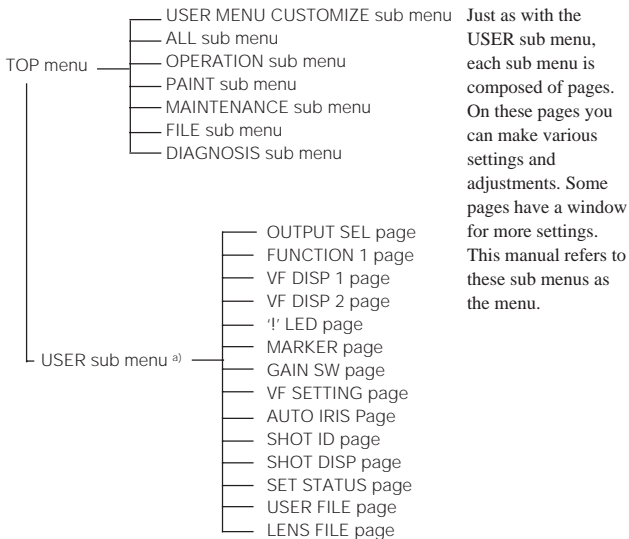 USER MENU CUSTOMIZE sub menu
ALL sub menu
OPERATION sub menu
TOP menu
PAINT sub menu
MAINTENANCE sub menu
FILE sub menu
DIAGNOSIS sub menu
Just as with the
USER sub menu,
each sub menu is
composed of pages.
On these pages you
can make various
settings and
adjustments. Some
pages have a window
for more settings.
This manual refers to
these sub menus as
the menu.
OUTPUT SEL page
FUNCTION 1 page
VF DISP 1 page
VF DISP 2 page
'!' LED page
MARKER page
USER sub menu a)
GAIN SW page
VF SETTING page
AUTO IRIS Page
SHOT ID page
SHOT DISP page
SET STATUS page
USER FILE page
LENS FILE page